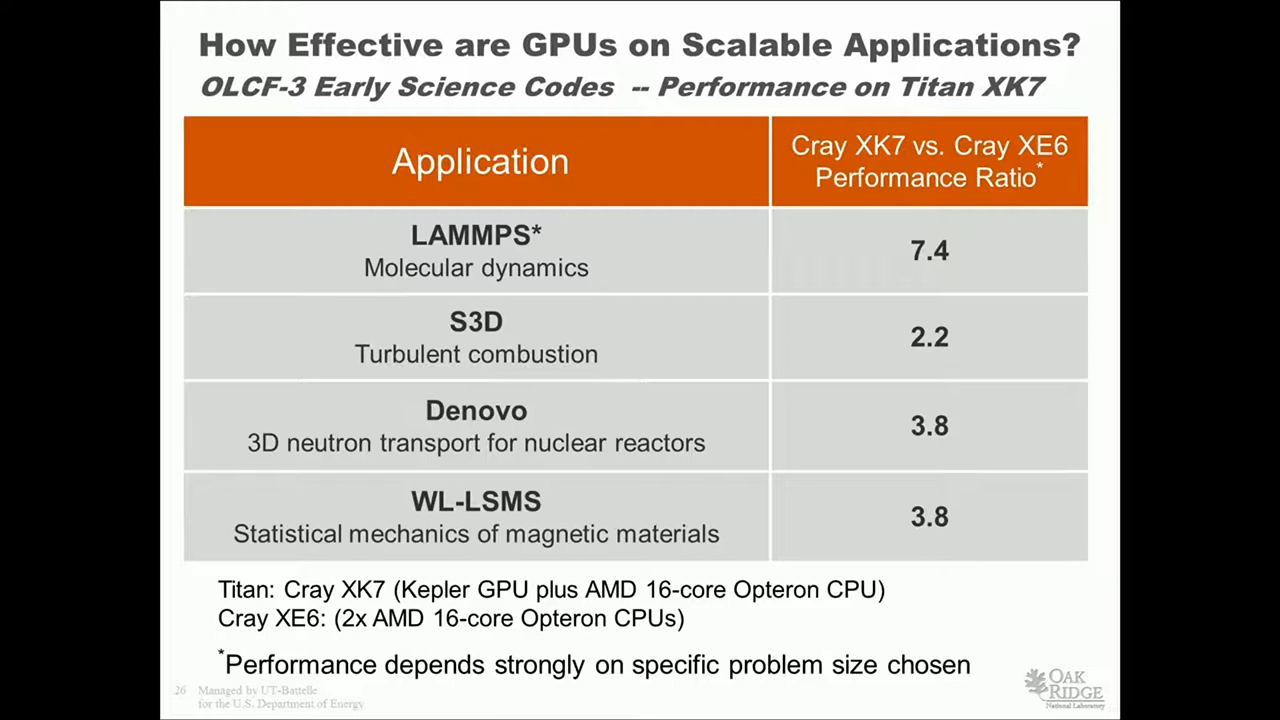 How Effective are GPUs on Scalable Applications?
OLCF-3 Early Science Codes -- Performance on Titan XK7
Application
Cray XK7 vs. Cray XE6
Performance Ratio*
LAMMPS*
Molecular dynamics
7.4
S3D
Turbulent combustion
2.2
Denovo
3D neutron transport for nuclear reactors
3.8
WL-LSMS
Statistical mechanics of magnetic materials
3.8
Titan: Cray XK7 (Kepler GPU plus AMD 16-core Opteron CPU)
Cray XE6: (2x AMD 16-core Opteron CPUs)
*Performance depends strongly on specific problem size chosen
26 Managed by UT-Battelle
for the U.S. Department of Energy
OAK
RIDGE
National Laboratory